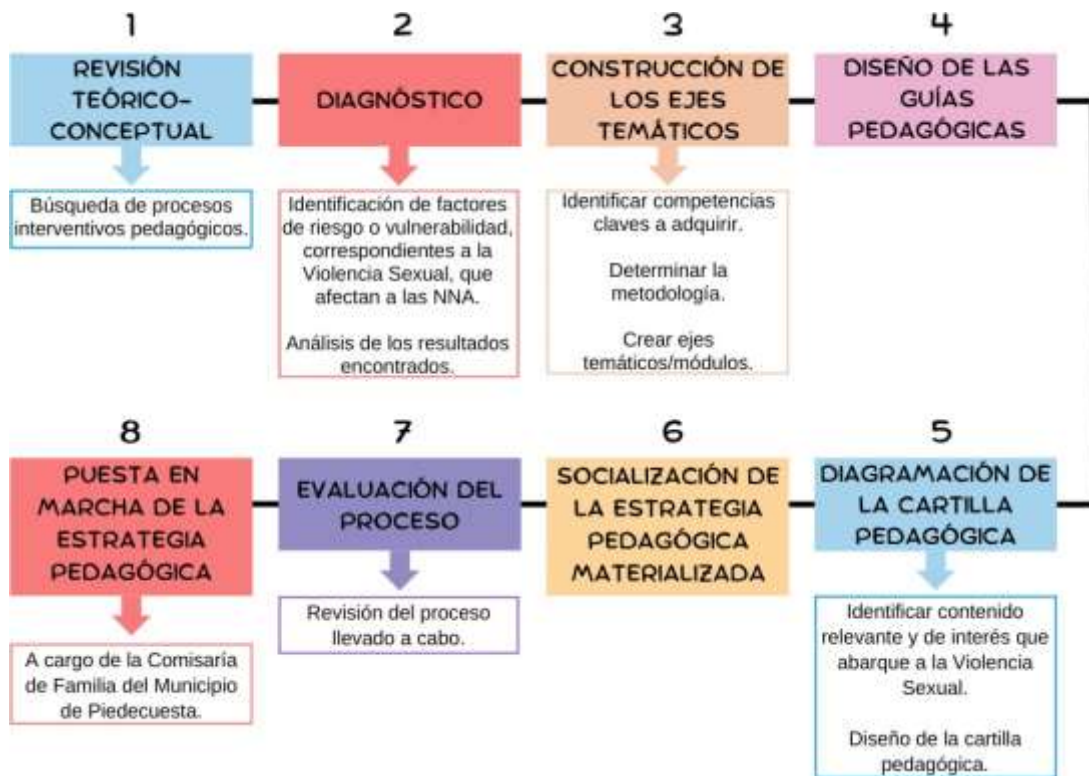 1
REVISIÓN
TEÓRICO-
CONCEPTUAL
Búsqueda de procesos
interventivos pedagógicos.
2
DIAGNÓSTICO
Identificación de factores
de riesgo o vulnerabilidad,
correspondientes a la
Violencia Sexual, que
afectan a las NNA.
Análisis de los resultados
encontrados.
3
CONSTRUCCIÓN DE
LOS EJES
TEMÁTICOS
Identificar competencias
claves a adquirir.
Determinar la
metodología.
Crear ejes
temáticos/módulos.
4
DISEÑO DE LAS
GUÍAS
PEDAGÓGICAS
5
DIAGRAMACIÓN DE
LA CARTILLA
PEDAGÓGICA
Identificar contenido
relevante y de interés que
abarque a la Violencia
Sexual.
Diseño de la cartilla
pedagógica.
6
SOCIALIZACIÓN DE
LA ESTRATEGIA
PEDAGÓGICA
MATERIALIZADA
7
EVALUACIÓN DEL
PROCESO
Revisión del proceso
llevado a cabo.
8
PUESTA EN
MARCHA DE LA
ESTRATEGIA
PEDAGÓGICA
A cargo de la Comisaría
de Familia del Municipio
de Piedecuesta.